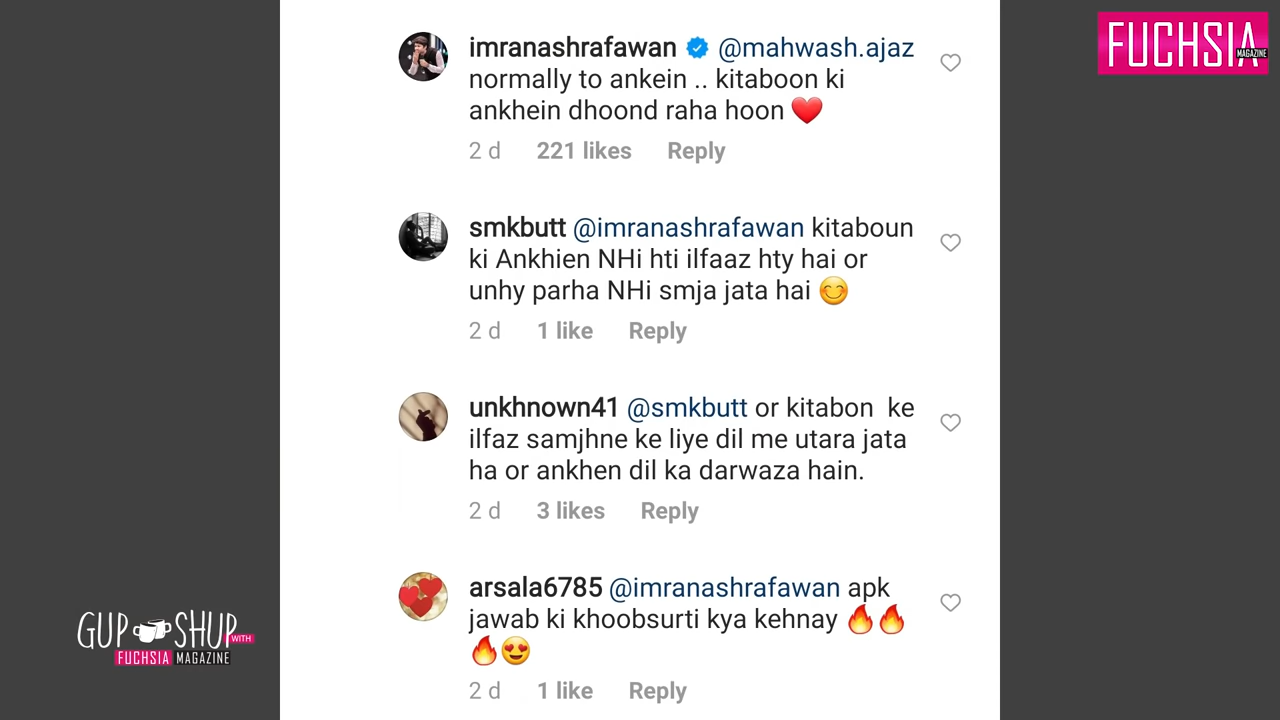 FUCHSIA
MAGAZINE
imranashrafawan @mahwash.ajaz
normally to ankein .. kitaboon ki
ankhein dhoond raha hoon ❤️
2 d 221 likes Reply
smkbutt @imranashrafawan kitaboun
ki Ankhien NHi hti ilfaaz hty hai or
unhy parha NHi smja jata hai 😊
2 d 1 like Reply
unkhnown41 @smkbutt or kitabon ke
ilfaz samjhne ke liye dil me utara jata
ha or ankhen dil ka darwaza hain.
2 d 3 likes Reply
arsala6785 @imranashrafawan apk
jawab ki khoobsurti kya kehnay 🔥🔥
🔥😍
2 d 1 like Reply
GUP SHUP WITH
FUCHSIA MAGAZINE